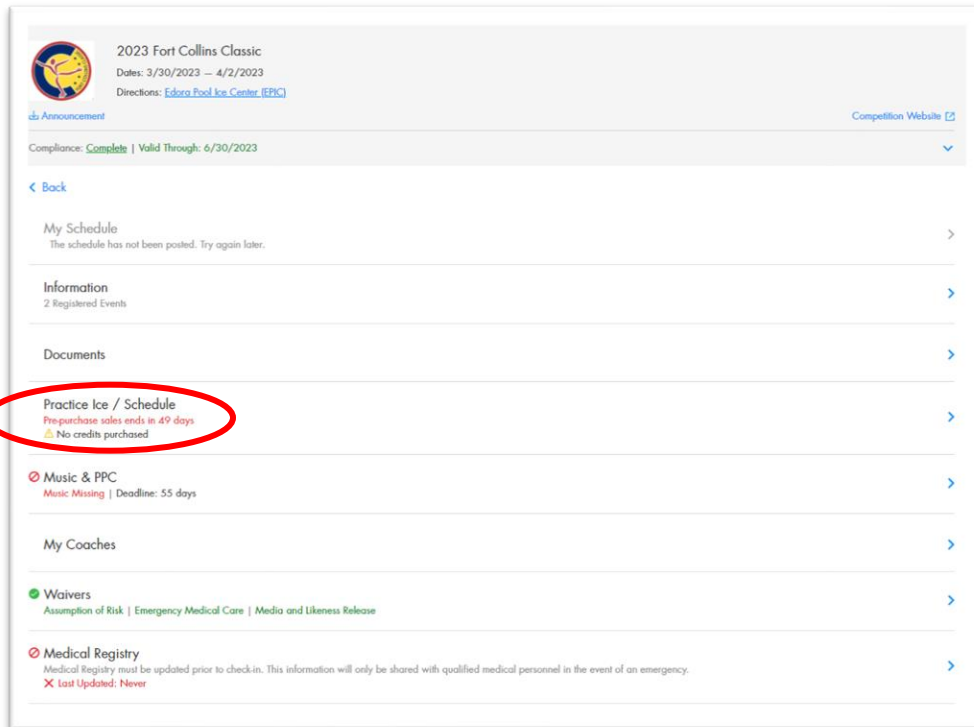 2023 Fort Collins Classic
Dates: 3/30/2023 — 4/2/2023
Directions: Edora Pool Ice Center (EPIC)
Announcement
Competition Website
Compliance: Complete | Valid Through: 6/30/2023
Back
My Schedule
The schedule has not been posted. Try again later.
Information
2 Registered Events
Documents
Practice Ice / Schedule
Pre-purchase sales ends in 49 days
No credits purchased
Music & PPC
Music Missing | Deadline: 55 days
My Coaches
Waivers
Assumption of Risk | Emergency Medical Care | Media and Likeness Release
Medical Registry
Medical Registry must be updated prior to check-in. This information will only be shared with qualified medical personnel in the event of an emergency.
Last Updated: Never